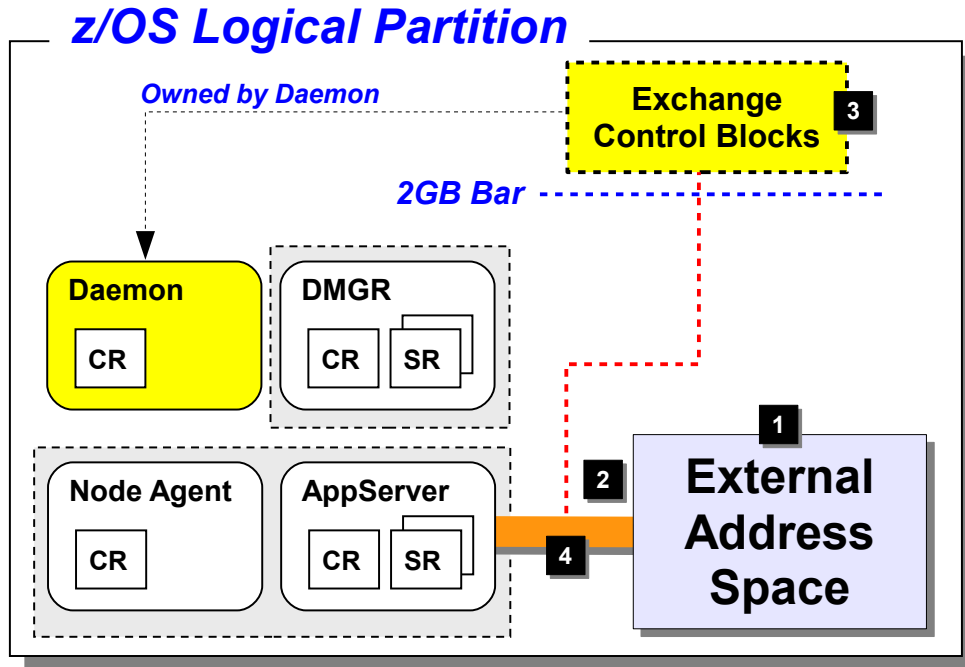 z/OS Logical Partition
Owned by Daemon
Exchange
Control Blocks
3
2GB Bar
Daemon
CR
DMGR
CR
SR
1
External
Address
Space
2
Node Agent
CR
AppServer
CR
SR
4